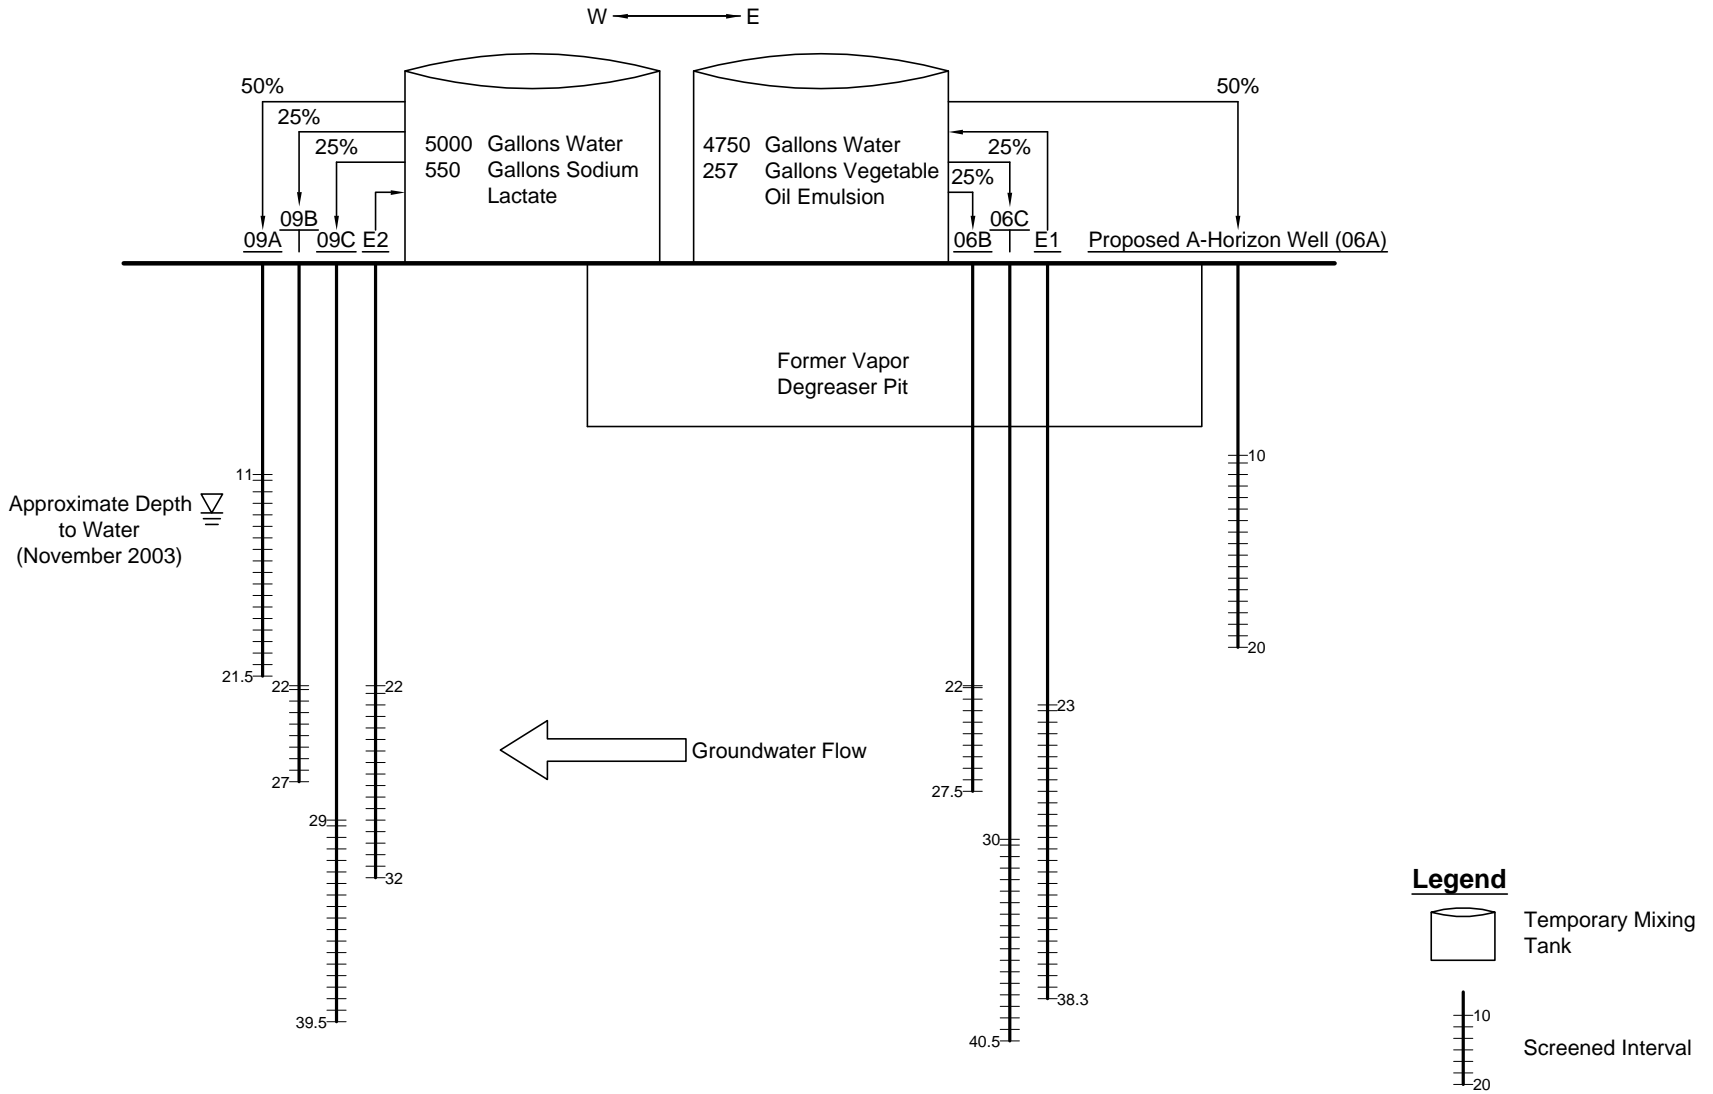 W E
50%
25%
25%
5000 Gallons Water
550 Gallons Sodium
Lactate
4750 Gallons Water
257 Gallons Vegetable
Oil Emulsion
50%
25%
25%
09A
09B
09C
E2
06B
06C
E1
Proposed A-Horizon Well (06A)
Former Vapor
Degreaser Pit
Approximate Depth
to Water
(November 2003)
11
21.5
22
27
29
39.5
22
32
Groundwater Flow
22
27.5
30
40.5
23
38.3
10
20
Legend
Temporary Mixing
Tank
10
20
Screened Interval